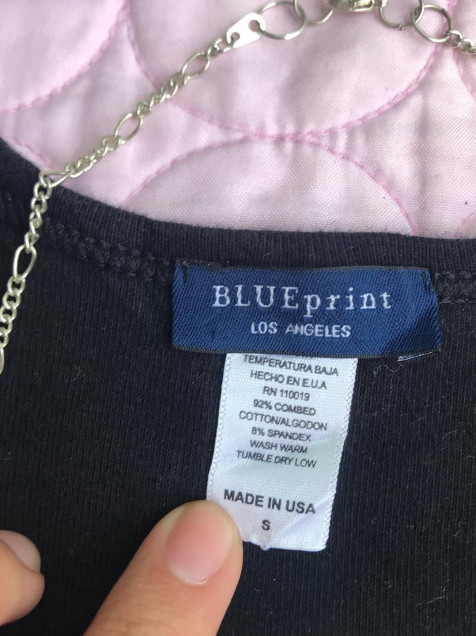 BLUEprint
LOS ANGELES
TEMPERATURA BAJA
HECHO EN E.U.A
RN 110019
92% COMBED
COTTON/ALGODON
8% SPANDEX
WASH WARM
TUMBLE DRY LOW
MADE IN USA
S